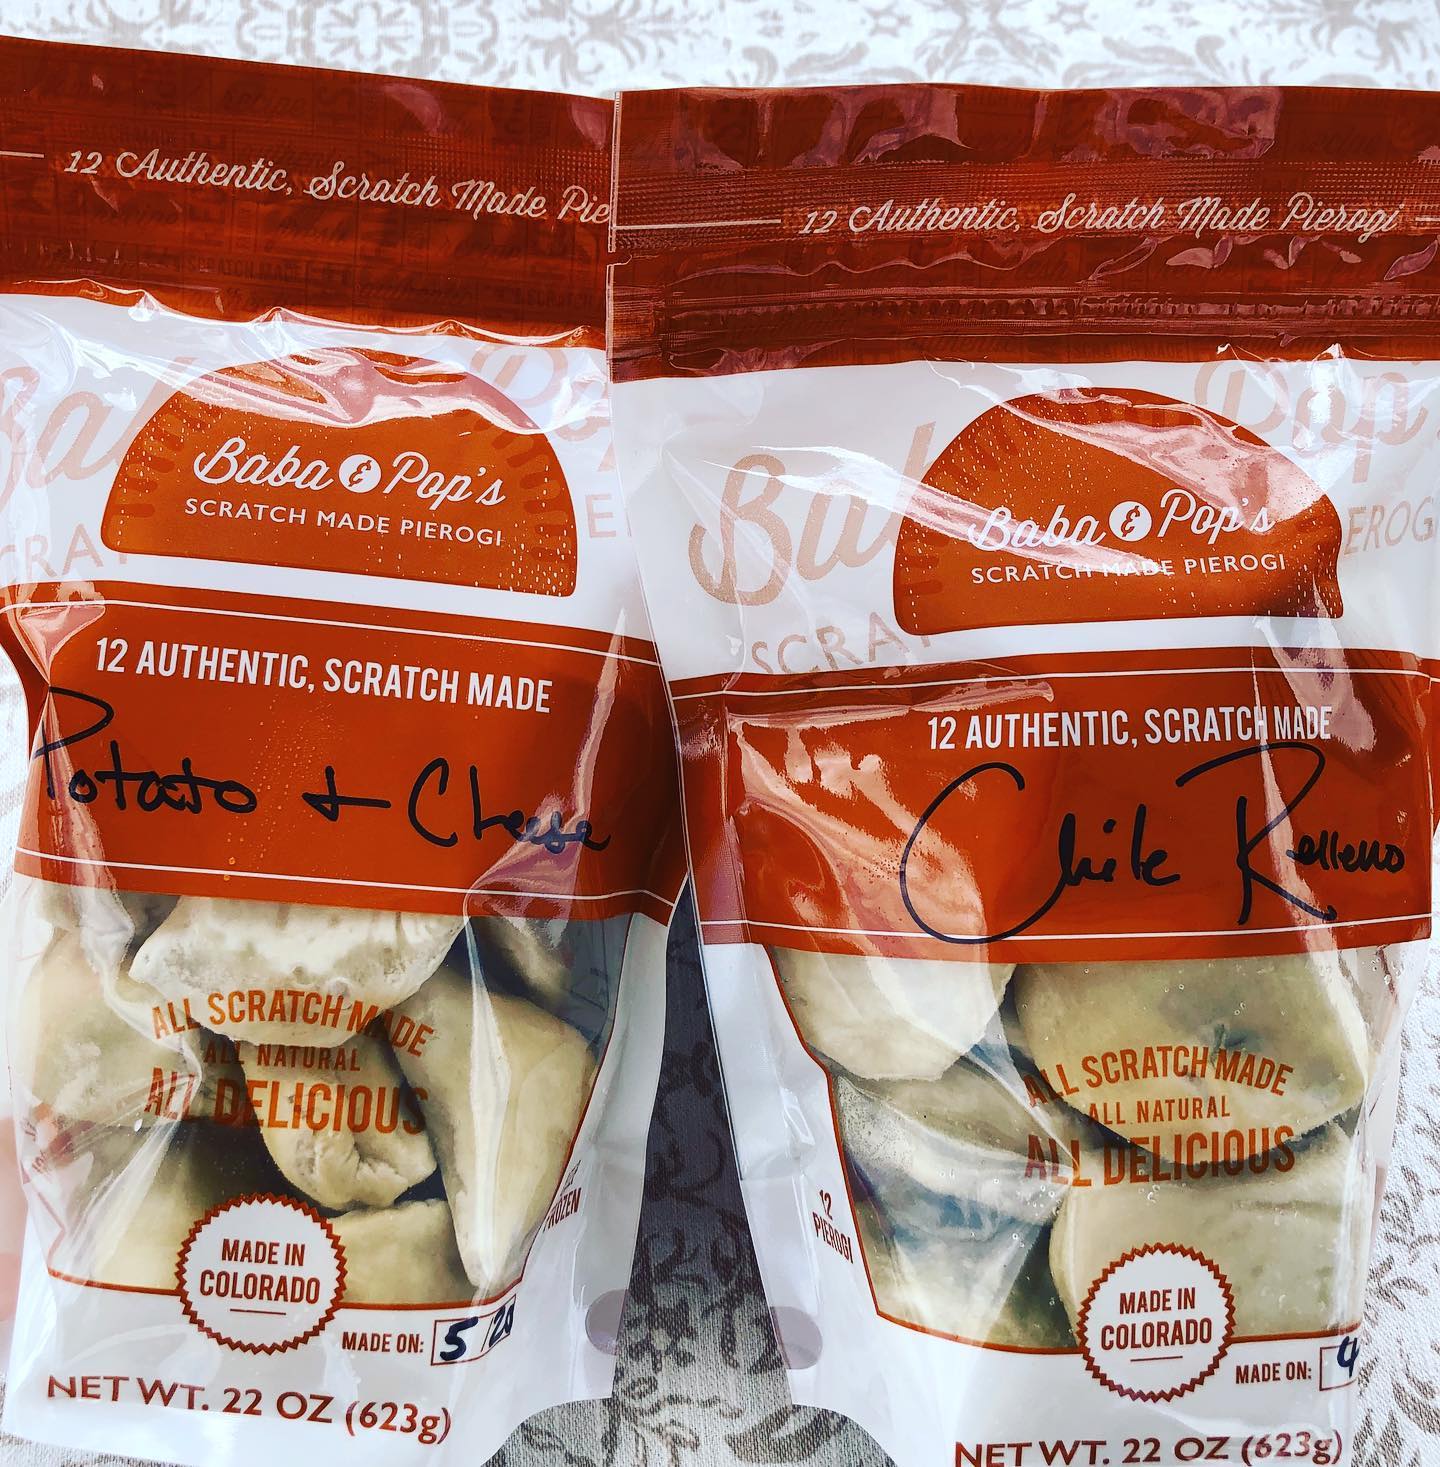 12 Authentic, Scratch Made Pie
Baba & Pop's
SCRATCH MADE PIEROGI
12 AUTHENTIC, SCRATCH MADE
Potato + Cheese
ALL SCRATCH MADE
ALL NATURAL
ALL DELICIOUS
MADE IN
COLORADO
FROZEN
MADE ON: 5/20
NET WT. 22 OZ (623g)
12 Authentic, Scratch Made Pierogi
Baba & Pop's
SCRATCH MADE PIEROGI
12 AUTHENTIC, SCRATCH MADE
Chile Relleno
ALL SCRATCH MADE
ALL NATURAL
ALL DELICIOUS
12
PIEROGI
MADE IN
COLORADO
MADE ON: 4
NET WT. 22 OZ (623g)